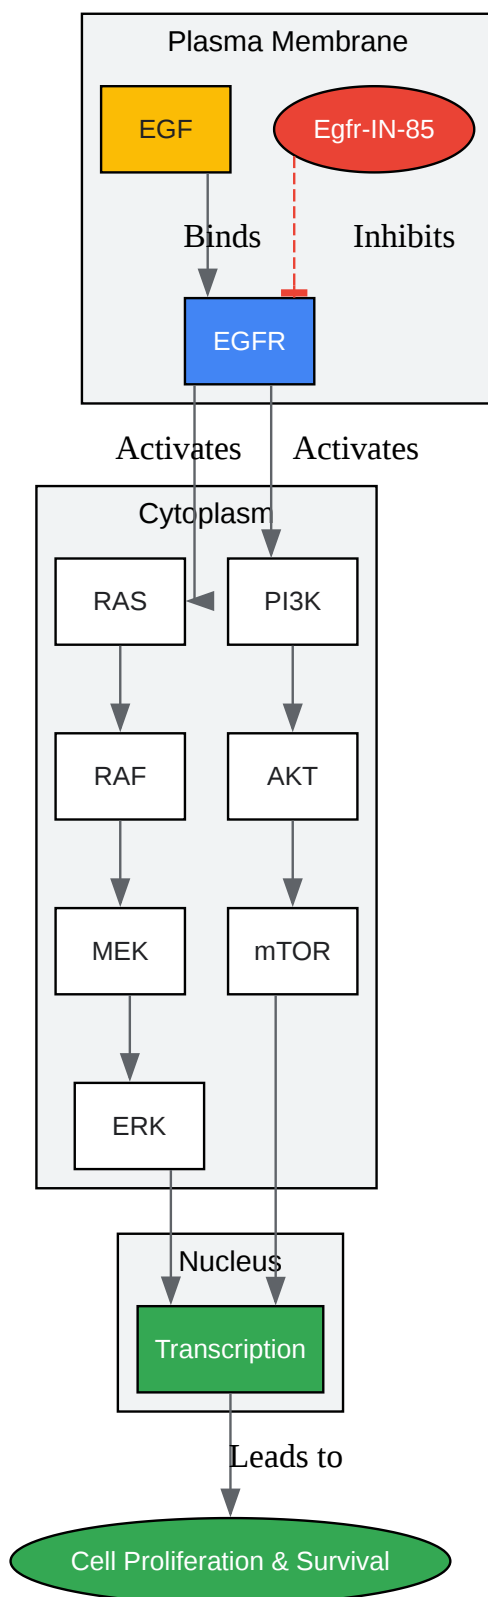 Plasma Membrane
EGF
Egfr-IN-85
Binds
Inhibits
EGFR
Activates
Activates
Cytoplasm
RAS
PI3K
RAF
AKT
MEK
mTOR
ERK
Nucleus
Transcription
Leads to
Cell Proliferation & Survival